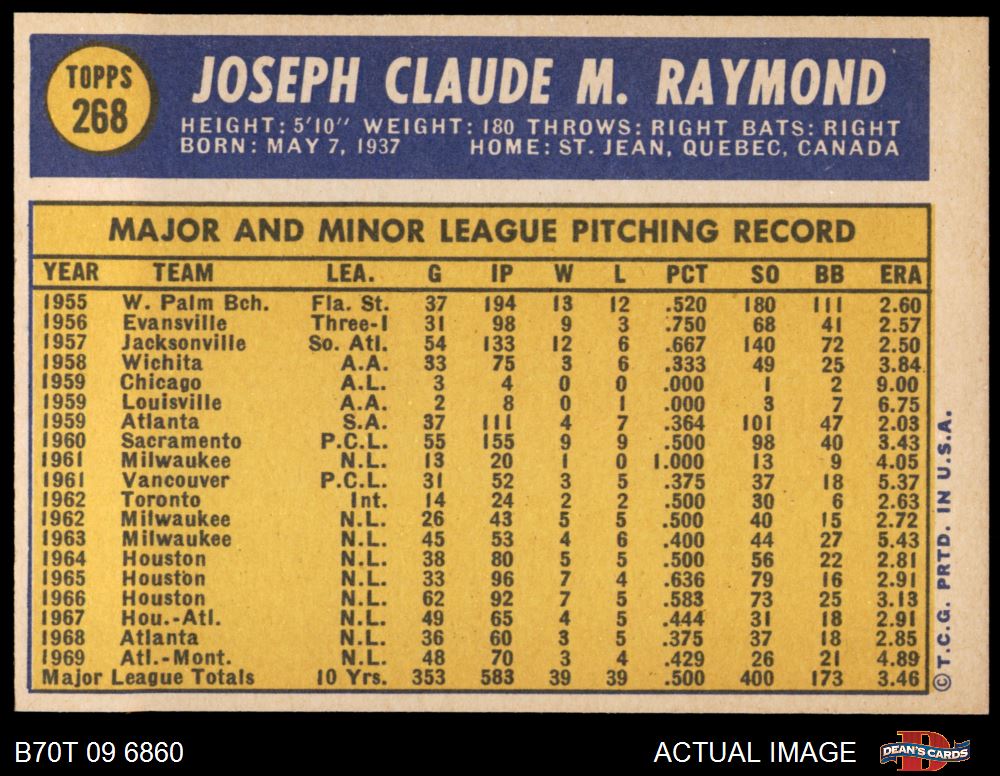 TOPPS
268
JOSEPH CLAUDE M. RAYMOND
HEIGHT: 5'10" WEIGHT: 180 THROWS: RIGHT BATS: RIGHT
BORN: MAY 7, 1937 HOME: ST. JEAN, QUEBEC, CANADA
MAJOR AND MINOR LEAGUE PITCHING RECORD
YEAR TEAM LEA. G IP W L PCT SO BB ERA
1955 W. Palm Bch. Fla. St. 37 194 13 12 .520 180 111 2.60
1956 Evansville Three-I 31 98 9 3 .750 68 41 2.57
1957 Jacksonville So. Atl. 54 133 12 6 .667 140 72 2.50
1958 Wichita A.A. 33 75 3 6 .333 49 25 3.84
1959 Chicago A.L. 3 4 0 0 .000 1 2 9.00
1959 Louisville A.A. 2 8 0 1 .000 3 7 6.75
1959 Atlanta S.A. 37 111 4 7 .364 101 47 2.03
1960 Sacramento P.C.L. 55 155 9 9 .500 98 40 3.43
1961 Milwaukee N.L. 13 20 1 0 1.000 13 9 4.05
1961 Vancouver P.C.L. 31 52 3 5 .375 37 18 5.37
1962 Toronto Int. 14 24 2 2 .500 30 6 2.63
1962 Milwaukee N.L. 26 43 5 5 .500 40 15 2.72
1963 Milwaukee N.L. 45 53 4 6 .400 44 27 5.43
1964 Houston N.L. 38 80 5 5 .500 56 22 2.81
1965 Houston N.L. 33 96 7 4 .636 79 16 2.91
1966 Houston N.L. 62 92 7 5 .583 73 25 3.13
1967 Hou.-Atl. N.L. 49 65 4 5 .444 31 18 2.91
1968 Atlanta N.L. 36 60 3 5 .375 37 18 2.85
1969 Atl.-Mont. N.L. 48 70 3 4 .429 26 21 4.89
Major League Totals 10 Yrs. 353 583 39 39 .500 400 173 3.46
© T.C.G. PRTD. IN U.S.A.
B70T 09 6860
ACTUAL IMAGE
D
DEAN'S CARDS